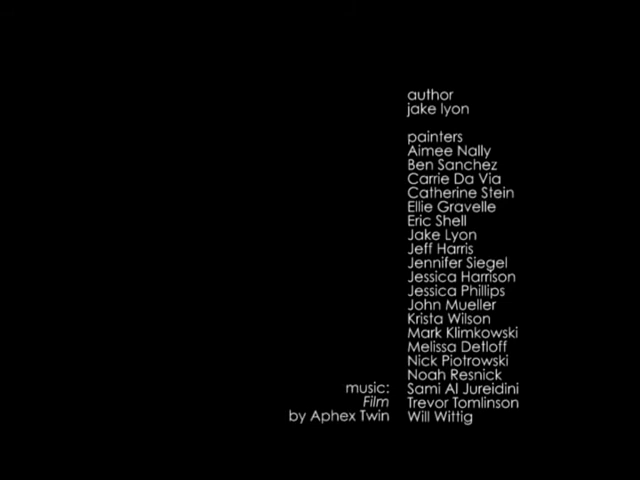 author
jake lyon
painters
Aimee Nally
Ben Sanchez
Carrie Da Via
Catherine Stein
Ellie Gravelle
Eric Shell
Jake Lyon
Jeff Harris
Jennifer Siegel
Jessica Harrison
Jessica Phillips
John Mueller
Krista Wilson
Mark Klimkowski
Melissa Detloff
Nick Piotrowski
Noah Resnick
Sami Al Jureidini
Trevor Tomlinson
Will Wittig
music:
Film
by Aphex Twin